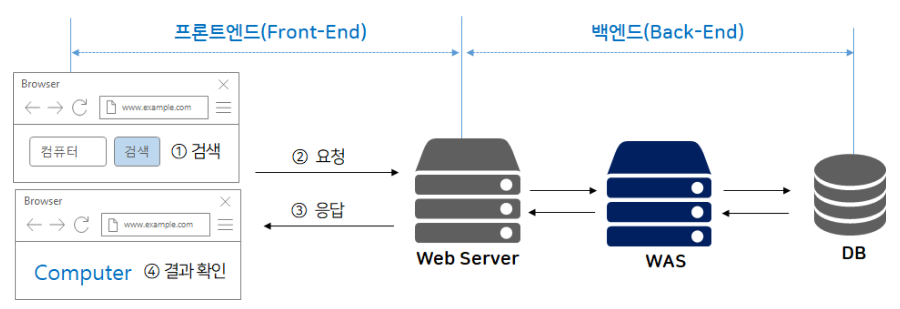 프론트엔드(Front-End)
백엔드(Back-End)
Browser
www.example.com
컴퓨터
검색
① 검색
② 요청
③ 응답
Browser
www.example.com
Computer
④ 결과 확인
Web Server
WAS
DB